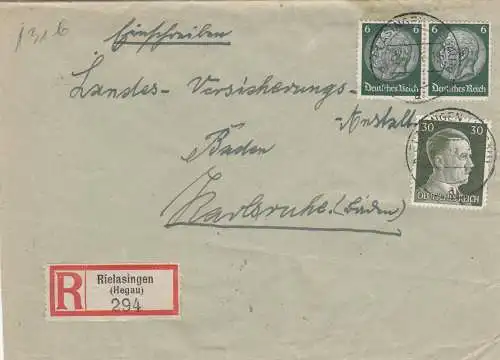 Einschreiben
6 6
Deutsches Reich Deutsches Reich
Landes-Versicherungs-
Anstalt
Baden
30 30
Karlsruhe. (Baden)
R
Rielasingen
(Hegau)
294